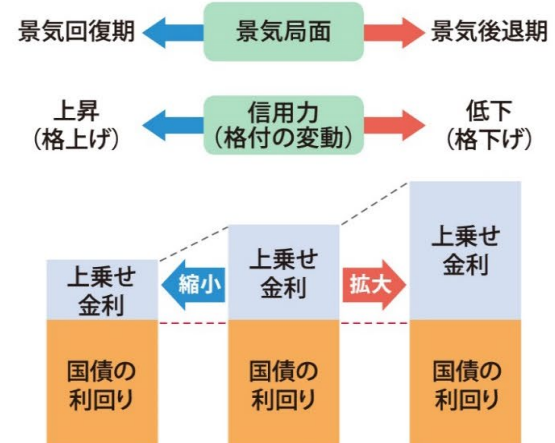 景気回復期
景気局面
景気後退期
上昇
(格上げ)
信用力
(格付の変動)
低下
(格下げ)
上乗せ
金利
縮小
上乗せ
金利
拡大
上乗せ
金利
国債の
利回り
国債の
利回り
国債の
利回り